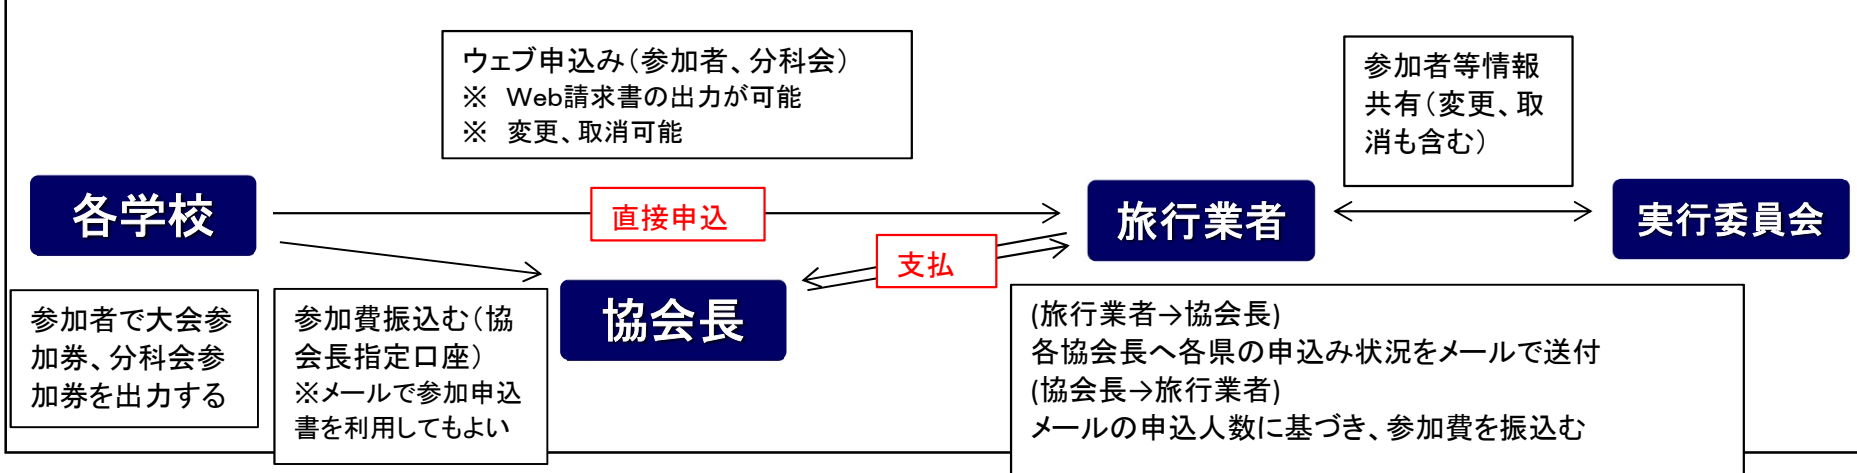 ウェブ申込み(参加者、分科会)
※ Web請求書の出力が可能
※ 変更、取消可能
参加者等情報
共有(変更、取
消も含む)
各学校
直接申込
旅行業者
実行委員会
支払
協会長
参加者で大会参
加券、分科会参
加券を出力する
参加費振込む(協
会長指定口座)
※メールで参加申込
書を利用してもよい
(旅行業者→協会長)
各協会長へ各県の申込み状況をメールで送付
(協会長→旅行業者)
メールの申込人数に基づき、参加費を振込む